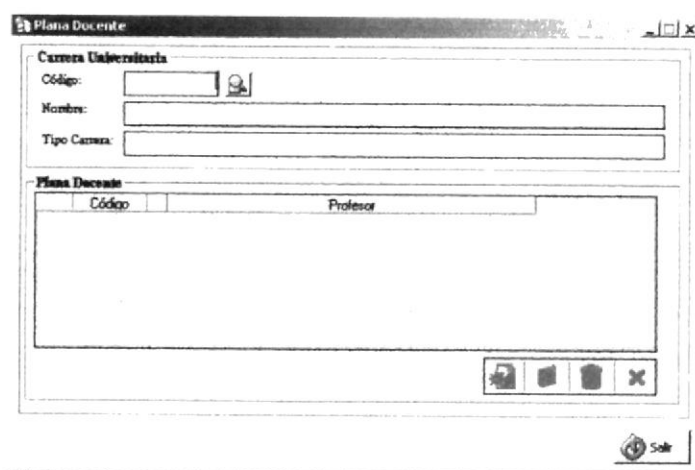 Plana Docente
Carrera Universitaria
Código:
Nombre:
Tipo Carrera:
Plana Docente
Código Profesor
Salir